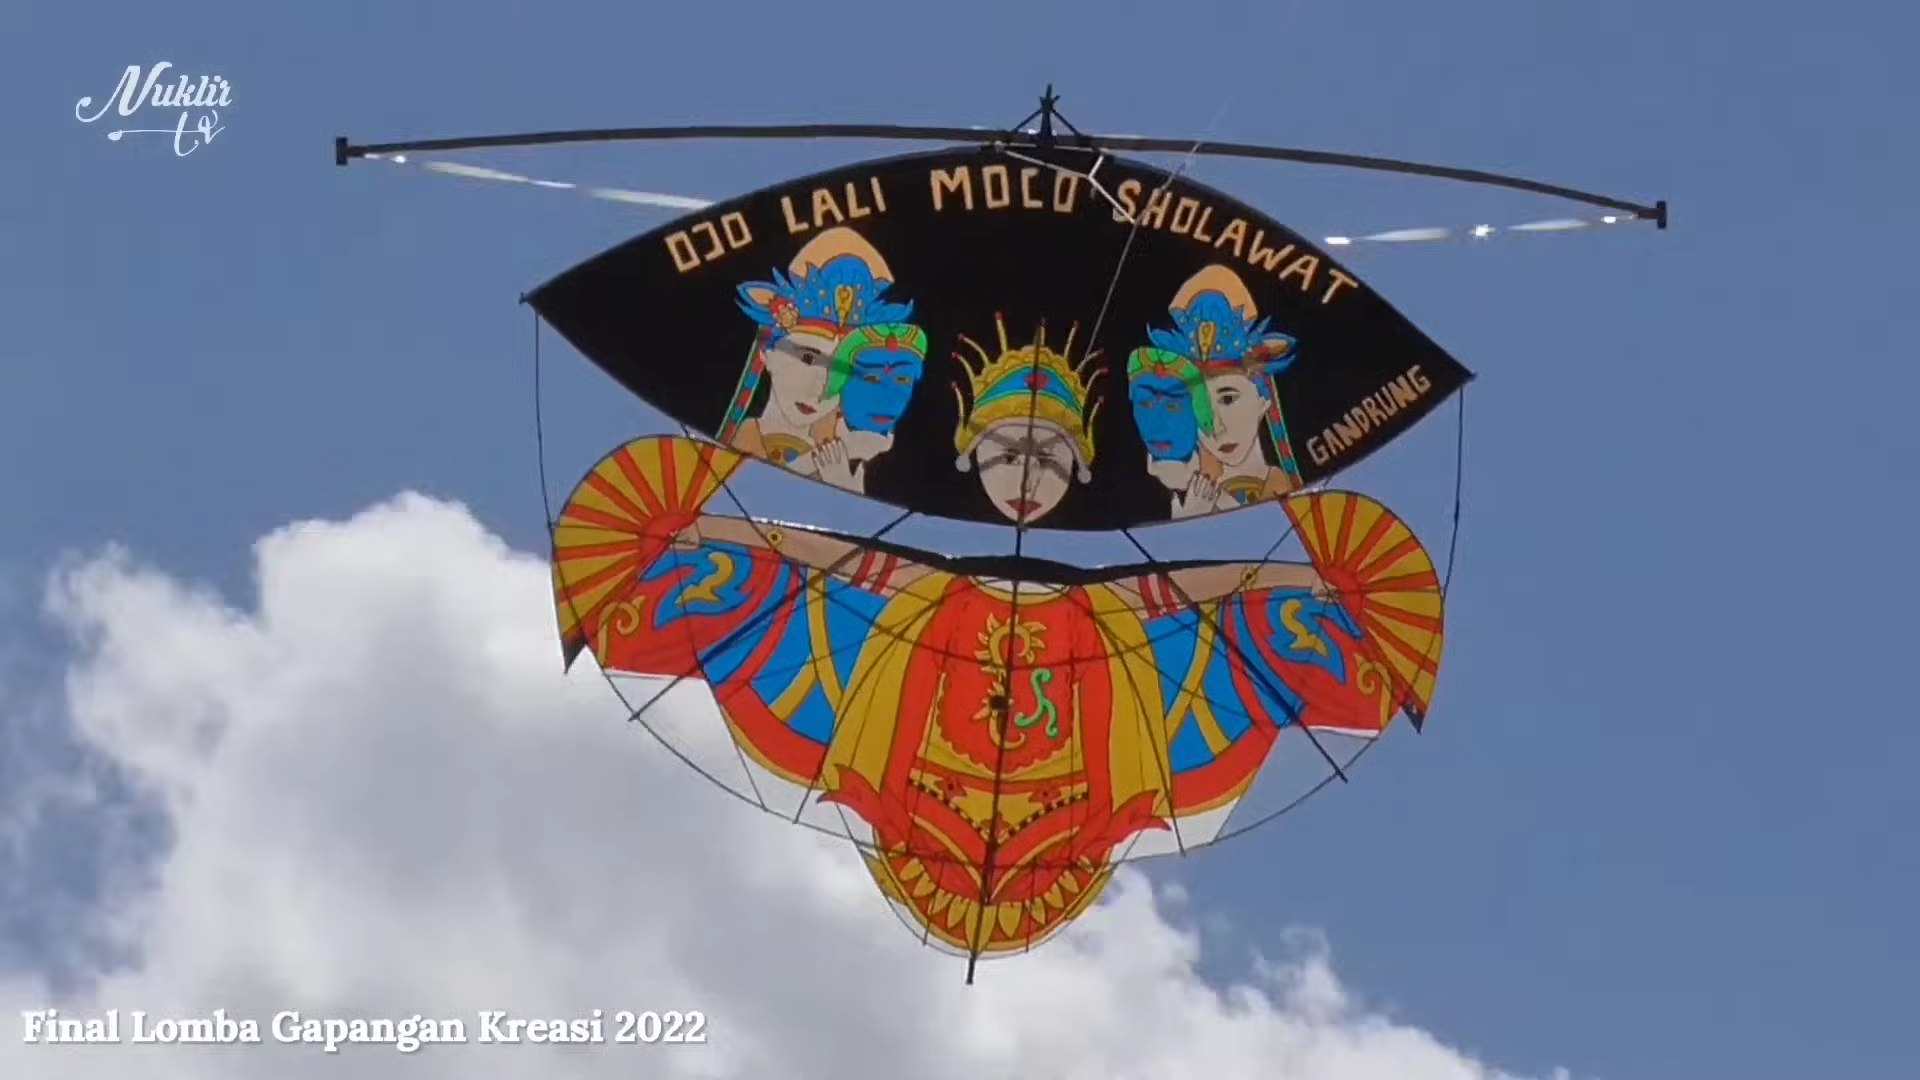 Nuklir
tv
OJO LALI MOCO SHOLAWAT
GANDRUNG
Final Lomba Gapangan Kreasi 2022